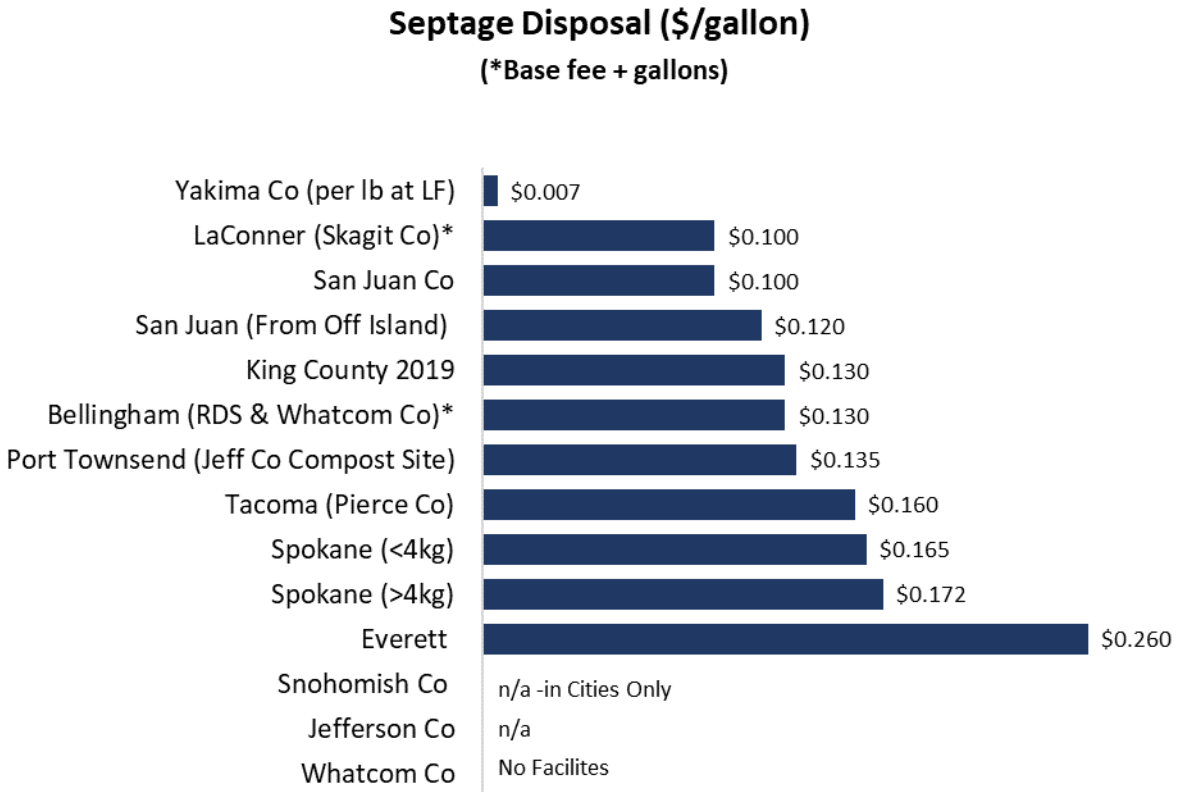 Septage Disposal ($/gallon)
(*Base fee + gallons)
Yakima Co (per lb at LF) $0.007
LaConner (Skagit Co)* $0.100
San Juan Co $0.100
San Juan (From Off Island) $0.120
King County 2019 $0.130
Bellingham (RDS & Whatcom Co)* $0.130
Port Townsend (Jeff Co Compost Site) $0.135
Tacoma (Pierce Co) $0.160
Spokane (<4kg) $0.165
Spokane (>4kg) $0.172
Everett $0.260
Snohomish Co n/a -in Cities Only
Jefferson Co n/a
Whatcom Co No Facilites